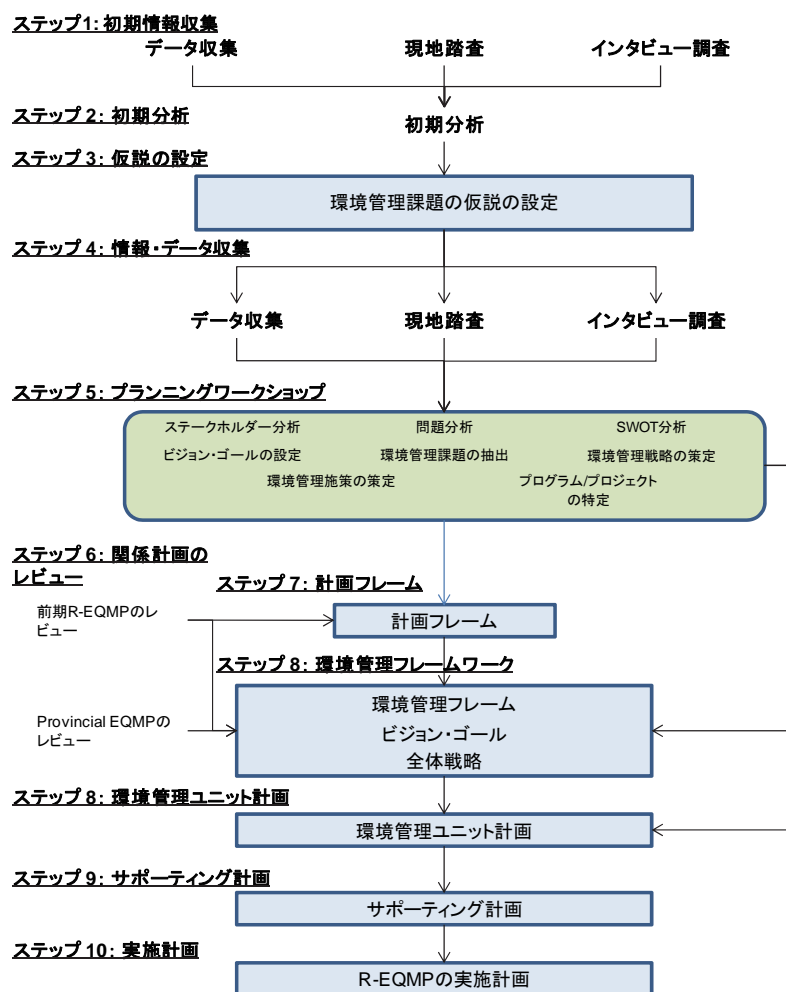 ステップ1: 初期情報収集
データ収集 現地踏査 インタビュー調査
ステップ 2: 初期分析
初期分析
ステップ 3: 仮説の設定
環境管理課題の仮説の設定
ステップ 4: 情報・データ収集
データ収集 現地踏査 インタビュー調査
ステップ 5: プランニングワークショップ
ステークホルダー分析 問題分析 SWOT分析
ビジョン・ゴールの設定 環境管理課題の抽出 環境管理戦略の策定
環境管理施策の策定 プログラム/プロジェクト
の特定
ステップ 6: 関係計画の
レビュー
ステップ 7: 計画フレーム
前期R-EQMPのレ
ビュー
計画フレーム
ステップ 8: 環境管理フレームワーク
環境管理フレーム
ビジョン・ゴール
全体戦略
Provincial EQMPの
レビュー
ステップ 8: 環境管理ユニット計画
環境管理ユニット計画
ステップ 9: サポーティング計画
サポーティング計画
ステップ 10: 実施計画
R-EQMPの実施計画